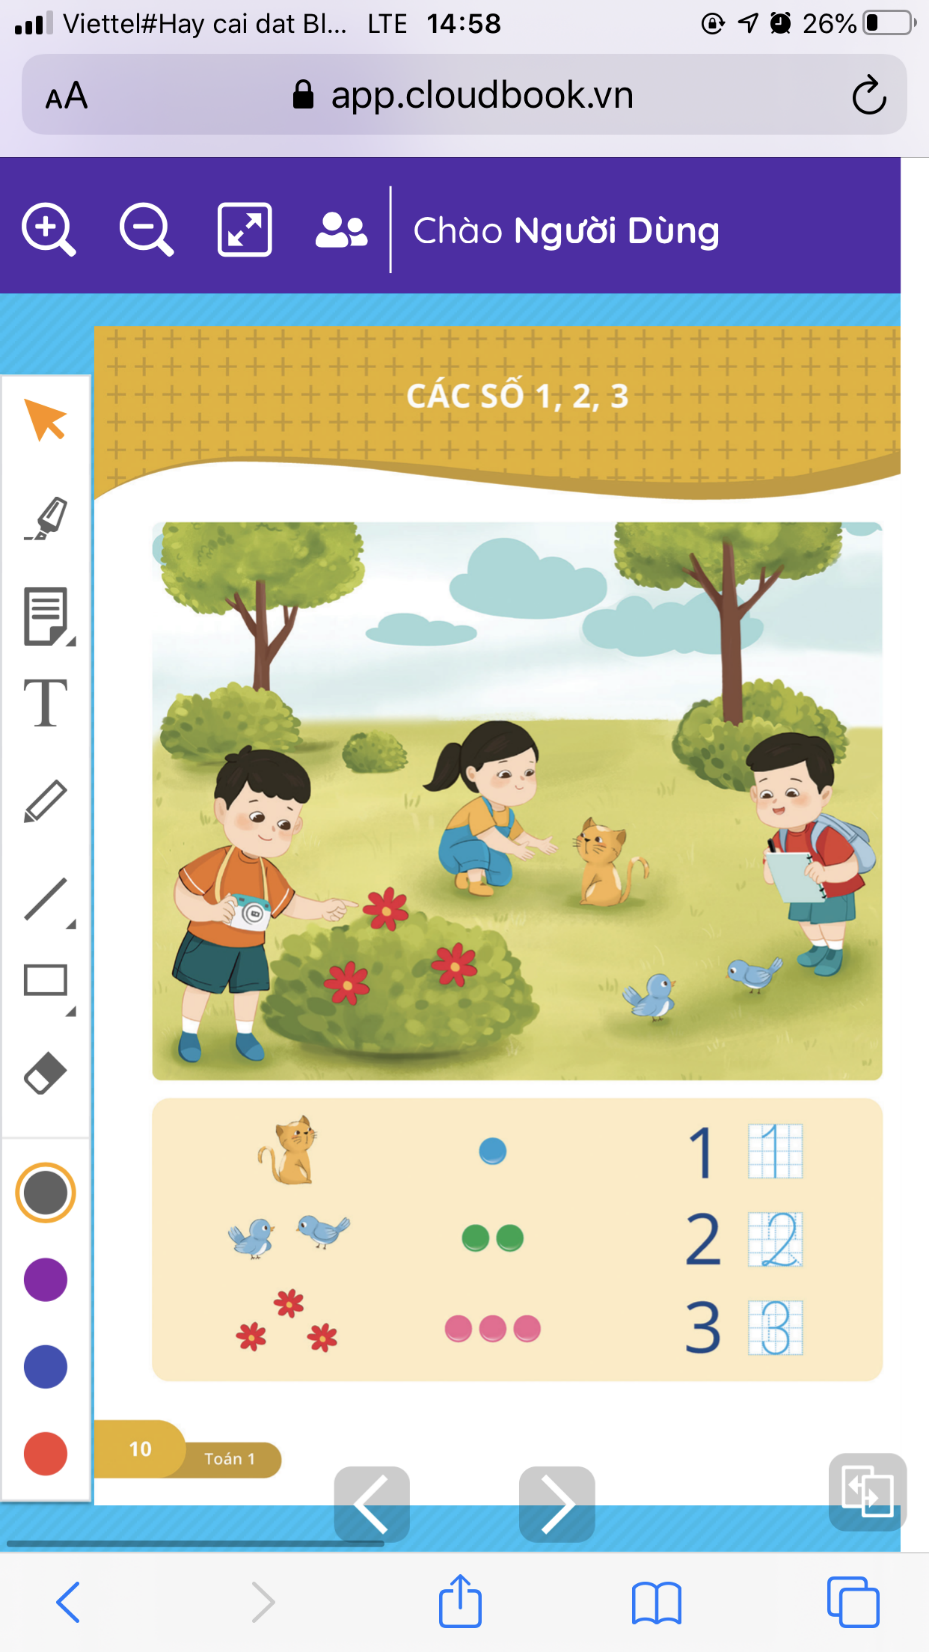 Viettel#Hay cai dat Bl... LTE 14:58 26%
AA app.cloudbook.vn
Chào Người Dùng
CÁC SỐ 1, 2, 3
T
1 1
2 2
3 3
10 Toán 1